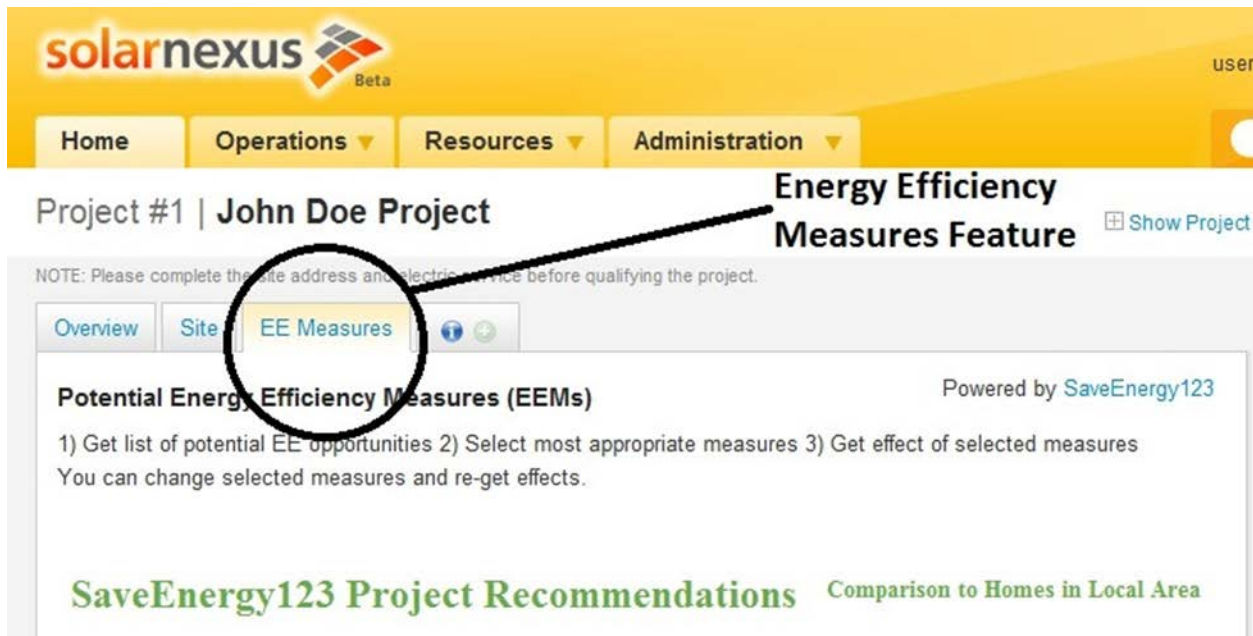 solarnexus
Beta
user
Home Operations Resources Administration
Project #1 | John Doe Project
Energy Efficiency
Measures Feature
Show Project
NOTE: Please complete the site address and electric service before qualifying the project.
Overview Site EE Measures
Potential Energy Efficiency Measures (EEMs)
Powered by SaveEnergy123
1) Get list of potential EE opportunities 2) Select most appropriate measures 3) Get effect of selected measures
You can change selected measures and re-get effects.
SaveEnergy123 Project Recommendations
Comparison to Homes in Local Area